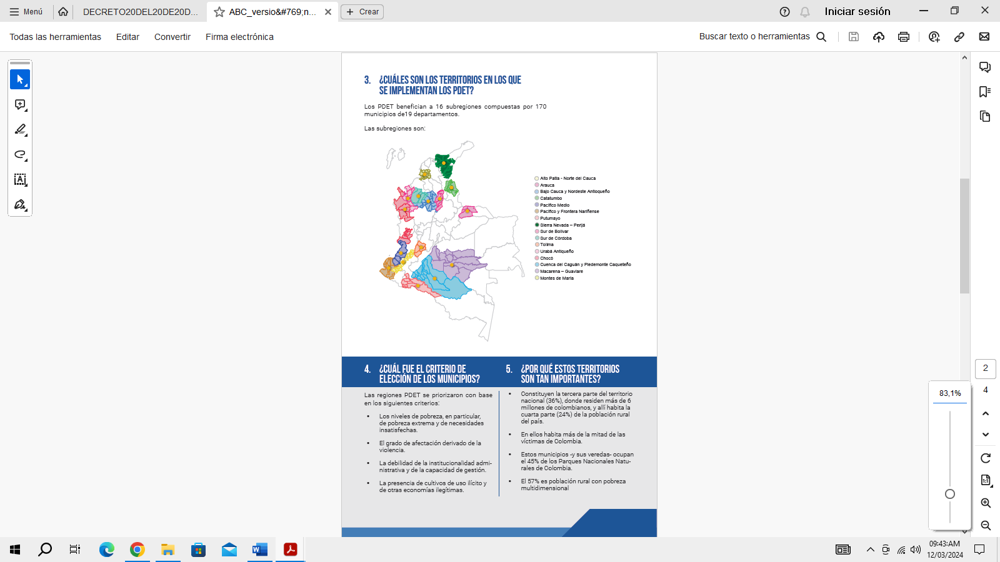 Menú
DECRETO20DEL20DE20D...
ABC_versio&#769;n...
Crear
Iniciar sesión
Todas las herramientas
Editar
Convertir
Firma electrónica
Buscar texto o herramientas
3. ¿CUÁLES SON LOS TERRITORIOS EN LOS QUE
SE IMPLEMENTAN LOS PDET?
Los PDET benefician a 16 subregiones compuestas por 170
municipios de19 departamentos.
Las subregiones son:
Alto Patía - Norte del Cauca
Arauca
Bajo Cauca y Nordeste Antioqueño
Catatumbo
Pacífico Medio
Pacífico y Frontera Nariñense
Putumayo
Sierra Nevada – Perijá
Sur de Bolívar
Sur de Córdoba
Tolima
Urabá Antioqueño
Chocó
Cuenca del Caguán y Piedemonte Caqueteño
Macarena – Guaviare
Montes de María
4. ¿CUÁL FUE EL CRITERIO DE
ELECCIÓN DE LOS MUNICIPIOS?
Las regiones PDET se priorizaron con base
en los siguientes criterios:
• Los niveles de pobreza, en particular,
de pobreza extrema y de necesidades
insatisfechas.
• El grado de afectación derivado de la
violencia.
• La debilidad de la institucionalidad admi-
nistrativa y de la capacidad de gestión.
• La presencia de cultivos de uso ilícito y
de otras economías ilegítimas.
5. ¿POR QUÉ ESTOS TERRITORIOS
SON TAN IMPORTANTES?
• Constituyen la tercera parte del territorio
nacional (36%), donde residen más de 6
millones de colombianos, y allí habita la
cuarta parte (24%) de la población rural
del país.
• En ellos habita más de la mitad de las
víctimas de Colombia.
• Estos municipios -y sus veredas- ocupan
el 45% de los Parques Nacionales Natu-
rales de Colombia.
• El 57% es población rural con pobreza
multidimensional
2
4
83,1%
1:1
09:43:AM
12/03/2024